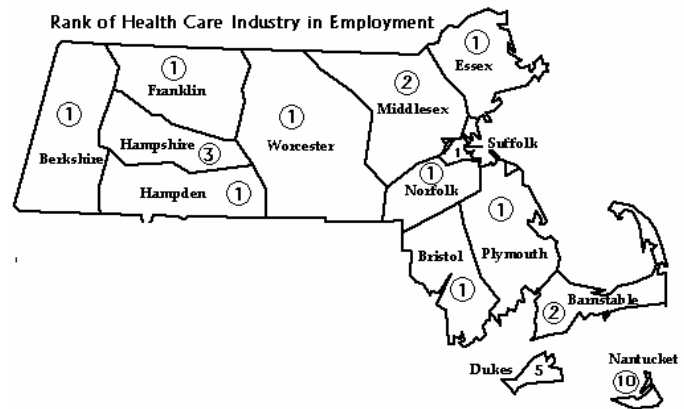 Rank of Health Care Industry in Employment
1
Essex
1
Franklin
2
Middlesex
1
Berkshire
1
Worcester
Hampshire 3
1 Suffolk
1
Norfolk
Hampden 1
1
Plymouth
Bristol
1
Barnstable
2
Dukes 5
Nantucket
10